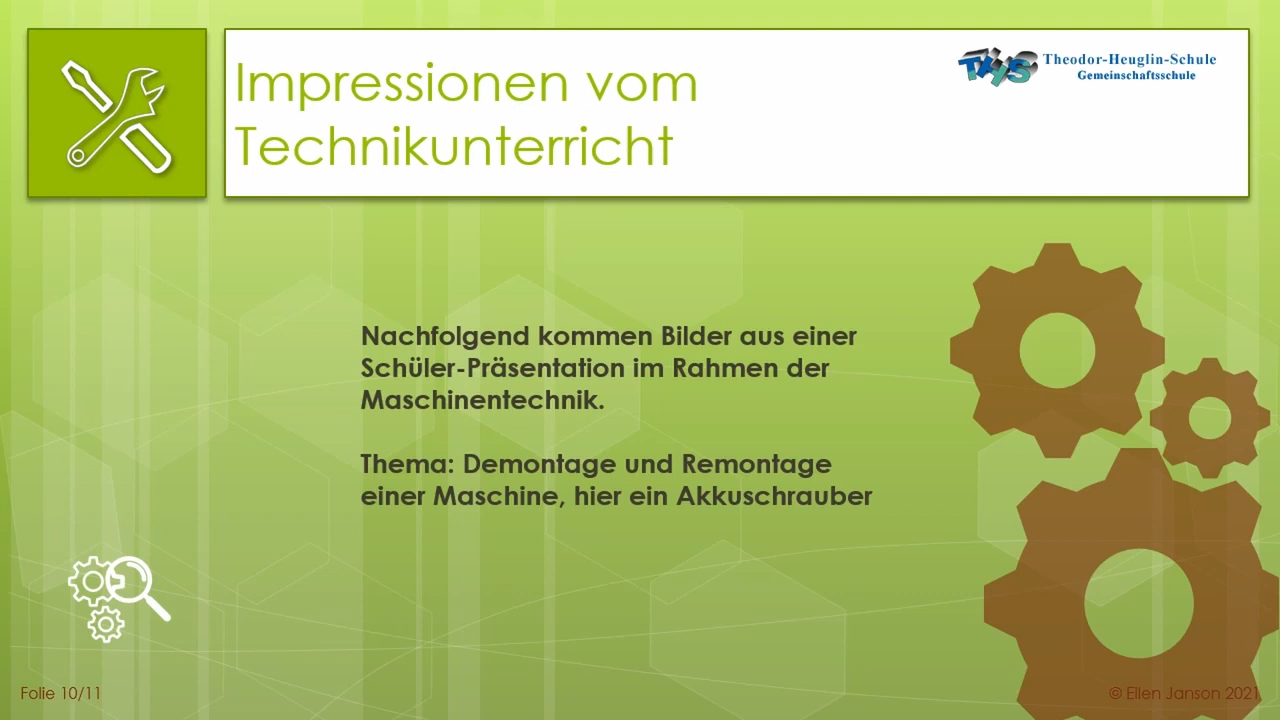 Impressionen vom
Technikunterricht
THS
Theodor-Heuglin-Schule
Gemeinschaftsschule
Nachfolgend kommen Bilder aus einer
Schüler-Präsentation im Rahmen der
Maschinentechnik.
Thema: Demontage und Remontage
einer Maschine, hier ein Akkuschrauber
Folie 10/11
© Ellen Janson 2021